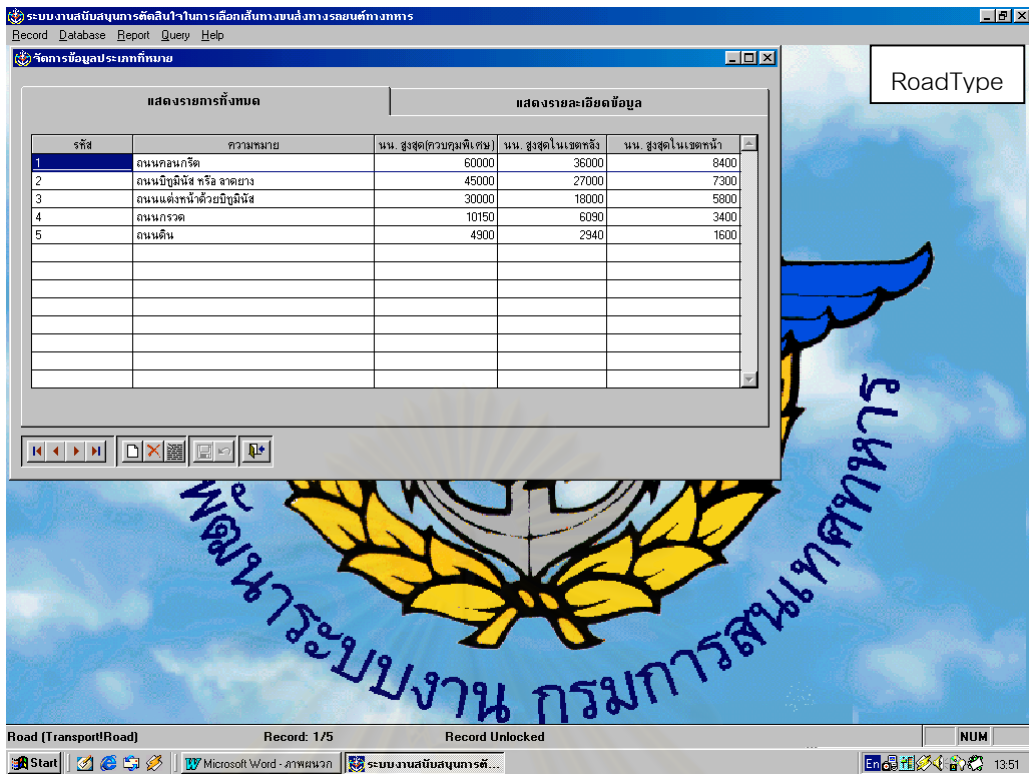 ระบบงานสนับสนุนการตัดสินใจในการเลือกเส้นทางขนส่งทางรถยนต์ทางทหาร
Record Database Report Query Help
จัดการข้อมูลประเภทที่หมาย
RoadType
แสดงรายการทั้งหมด แสดงรายละเอียดข้อมูล
รหัส ความหมาย นน. สูงสุด(ควบคุมพิเศษ) นน. สูงสุดในเขตหลัง นน. สูงสุดในเขตหน้า
1 ถนนคอนกรีต 60000 36000 8400
2 ถนนบิทูมินัส หรือ ลาดยาง 45000 27000 7300
3 ถนนแต่งหน้าด้วยบิทูมินัส 30000 18000 5800
4 ถนนกรวด 10150 6090 3400
5 ถนนดิน 4900 2940 1600
พัฒนาระบบงาน กรมการสนเทศทหาร
Road (Transport!Road) Record: 1/5 Record Unlocked NUM
Start Microsoft Word - ภาพผนวก ระบบงานสนับสนุนการตั... En 13:51